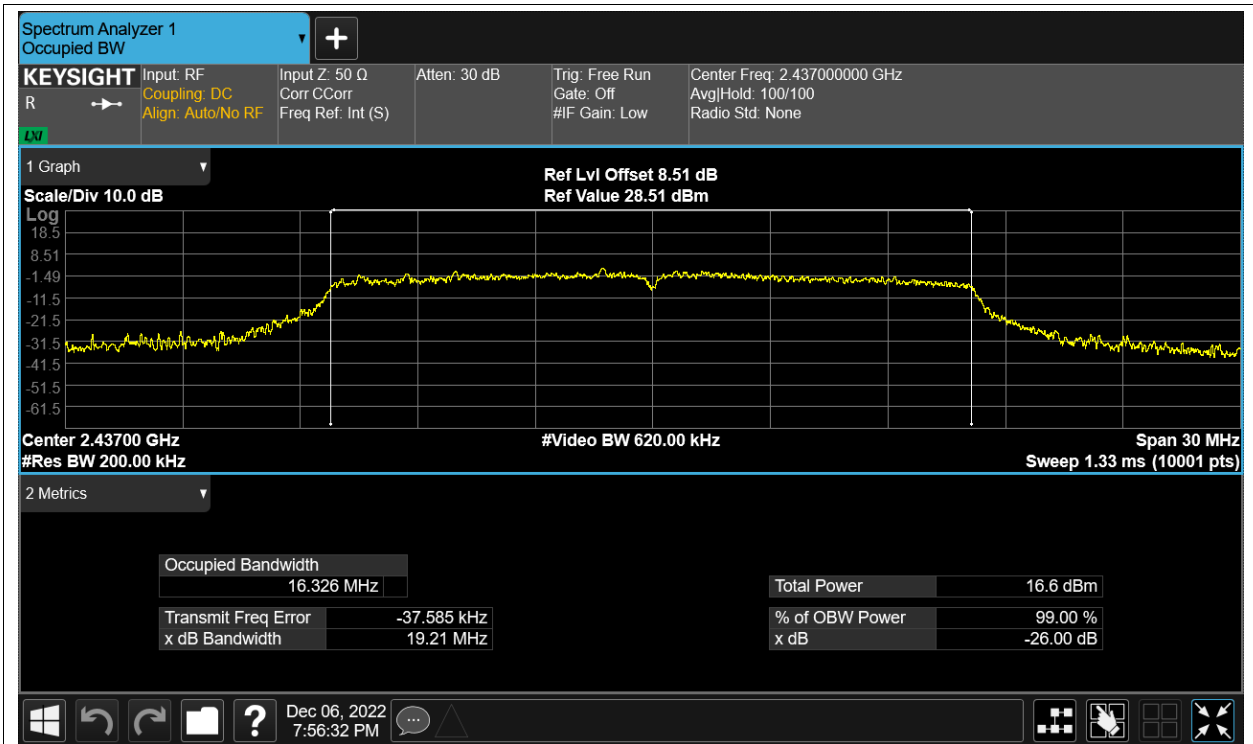 Spectrum Analyzer 1
Occupied BW
KEYSIGHT
R
LXI
Input: RF
Coupling: DC
Align: Auto/No RF
Input Z: 50 Ω
Corr CCorr
Freq Ref: Int (S)
Atten: 30 dB
Trig: Free Run
Gate: Off
#IF Gain: Low
Center Freq: 2.437000000 GHz
Avg|Hold: 100/100
Radio Std: None
1 Graph
Scale/Div 10.0 dB
Ref Lvl Offset 8.51 dB
Ref Value 28.51 dBm
Log
18.5
8.51
-1.49
-11.5
-21.5
-31.5
-41.5
-51.5
-61.5
Center 2.43700 GHz
#Video BW 620.00 kHz
Span 30 MHz
#Res BW 200.00 kHz
Sweep 1.33 ms (10001 pts)
2 Metrics
Occupied Bandwidth
16.326 MHz
Total Power 16.6 dBm
Transmit Freq Error -37.585 kHz
% of OBW Power 99.00 %
x dB Bandwidth 19.21 MHz
x dB -26.00 dB
?
Dec 06, 2022
7:56:32 PM